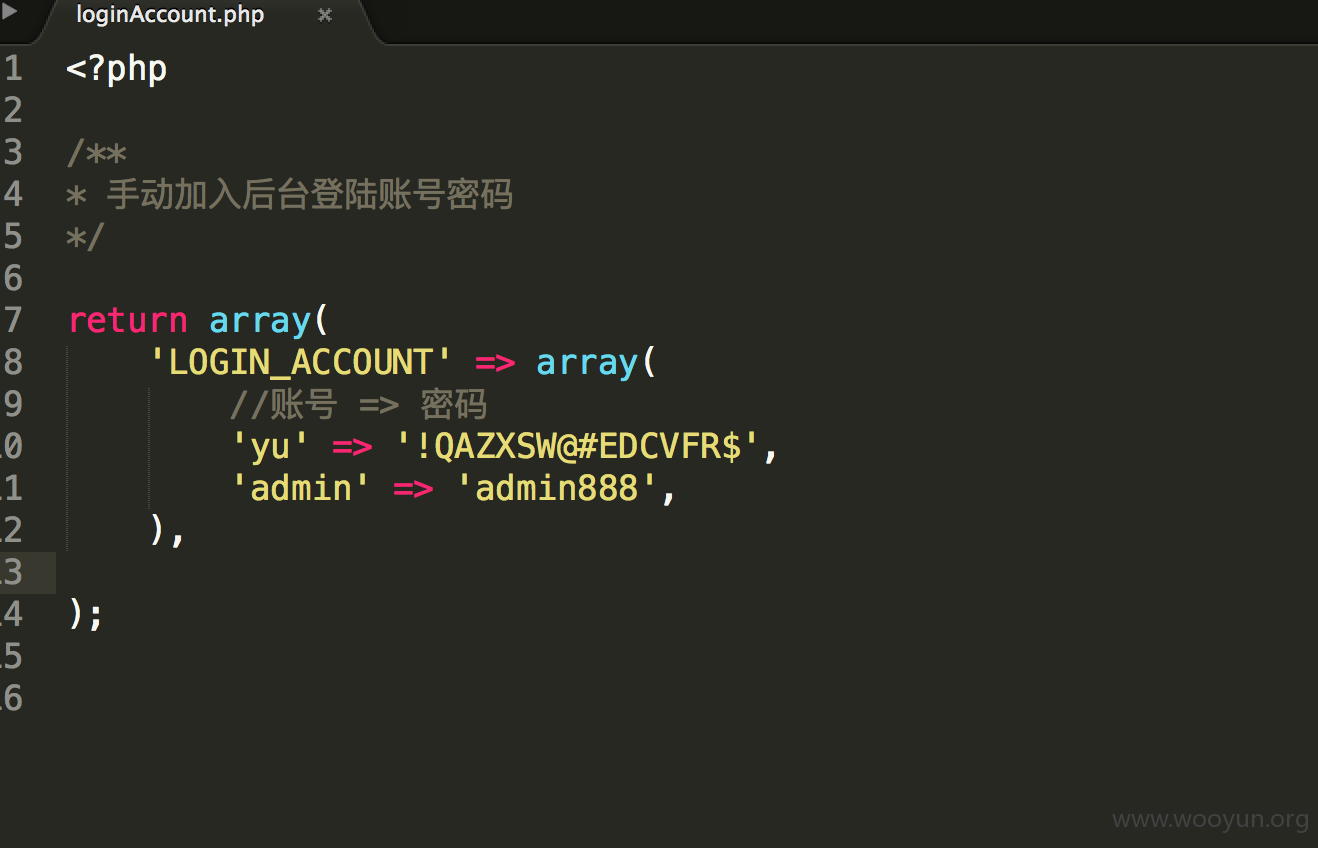 loginAccount.php
1 <?php
2
3 /**
4 * 手动加入后台登陆账号密码
5 */
6
7 return array(
8 'LOGIN_ACCOUNT' => array(
9 //账号 => 密码
10 'yu' => '!QAZXSW@#EDCVFR$',
11 'admin' => 'admin888',
12 ),
13
14 );
15
16
www.wooyun.org